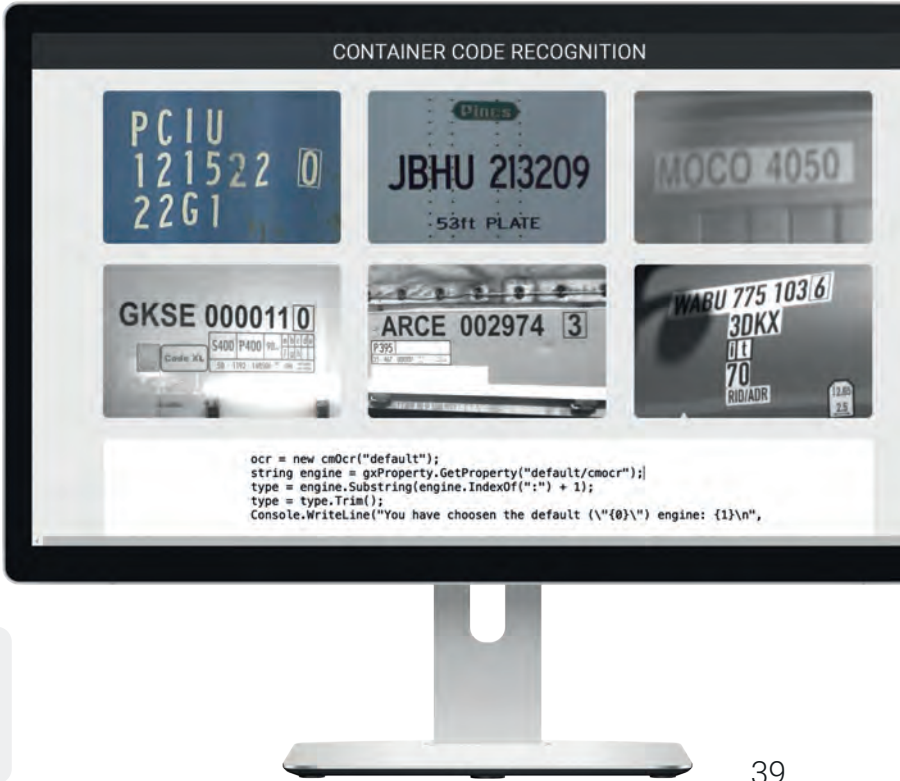 CONTAINER CODE RECOGNITION
PCIU
121522 0
22G1
Pines
JBHU 213209
53ft PLATE
MOCO 4050
GKSE 000011 0
Code XL
S400 P400
ARCE 002974 3
P395
WABU 775 103 6
3DKX
it
70
RID/ADR
2.5
ocr = new cmOcr("default");
string engine = gxProperty.GetProperty("default/cmocr");
type = engine.Substring(engine.IndexOf(":") + 1);
type = type.Trim();
Console.WriteLine("You have choosen the default (\"{0}\") engine: {1}\n",
39